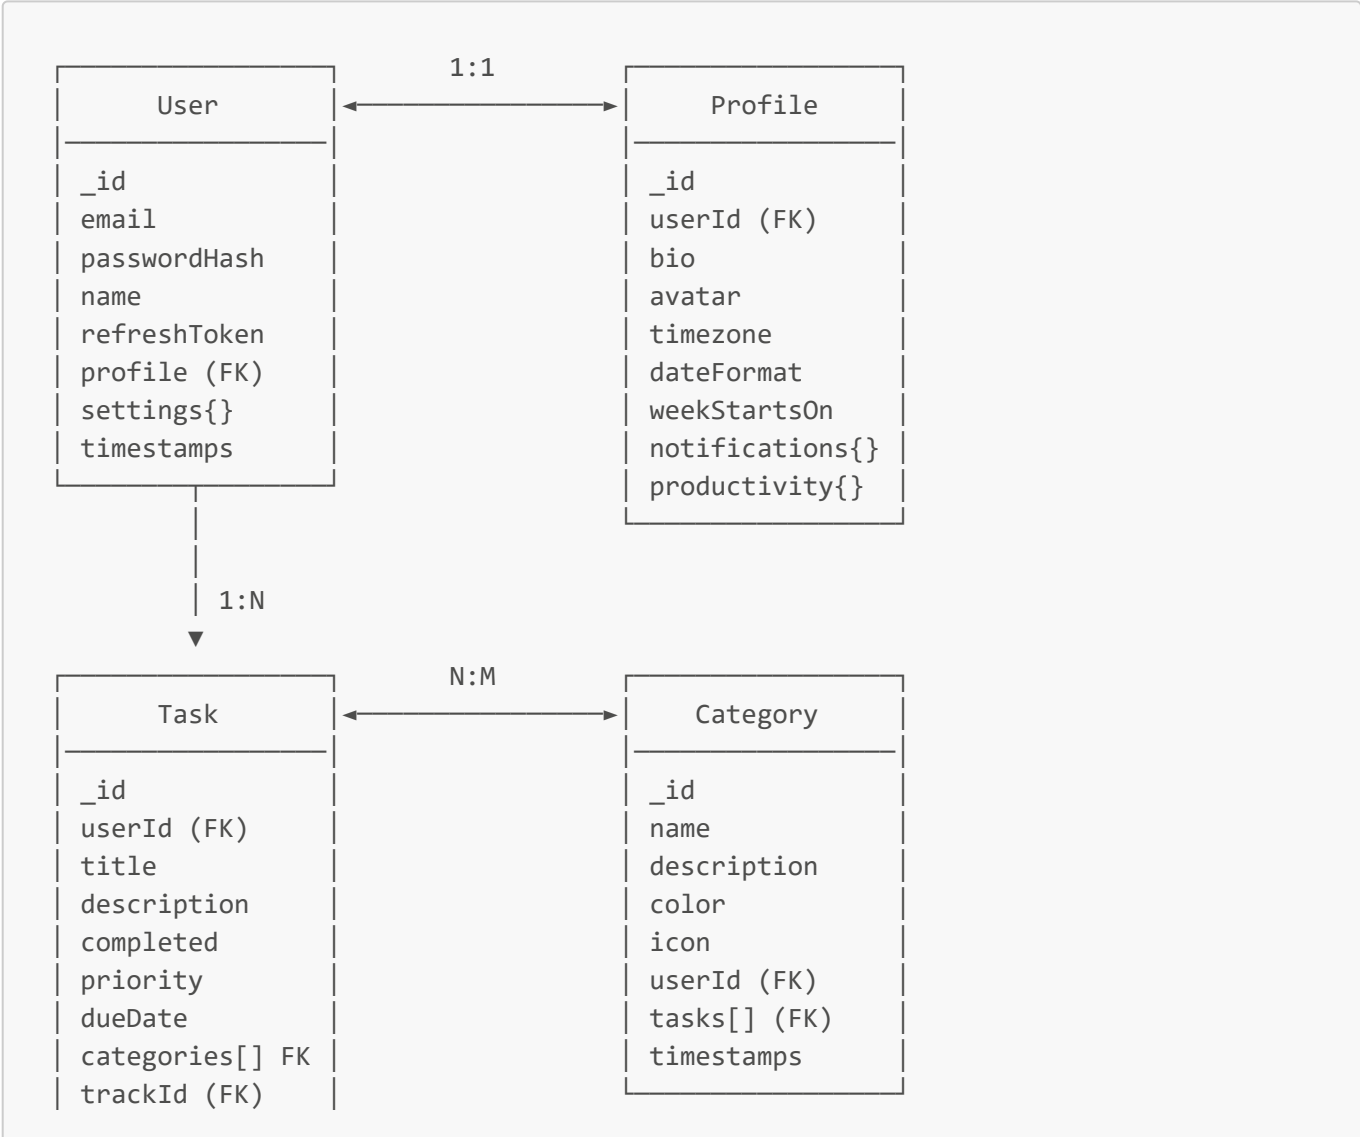 1:1
User
Profile
_id
email
passwordHash
name
refreshToken
profile (FK)
settings{}
timestamps
_id
userId (FK)
bio
avatar
timezone
dateFormat
weekStartsOn
notifications{}
productivity{}
1:N
N:M
Task
Category
_id
userId (FK)
title
description
completed
priority
dueDate
categories[] FK
trackId (FK)
_id
name
description
color
icon
userId (FK)
tasks[] (FK)
timestamps